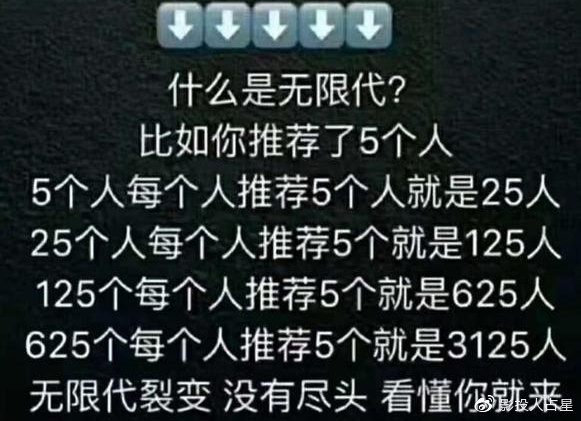 什么是无限代?
比如你推荐了5个人
5个人每个人推荐5个人就是25人
25个人每个人推荐5个就是125人
125个每个人推荐5个就是625人
625个每个人推荐5个就是3125人
无限代裂变 没有尽头 看懂你就来
影投人占星